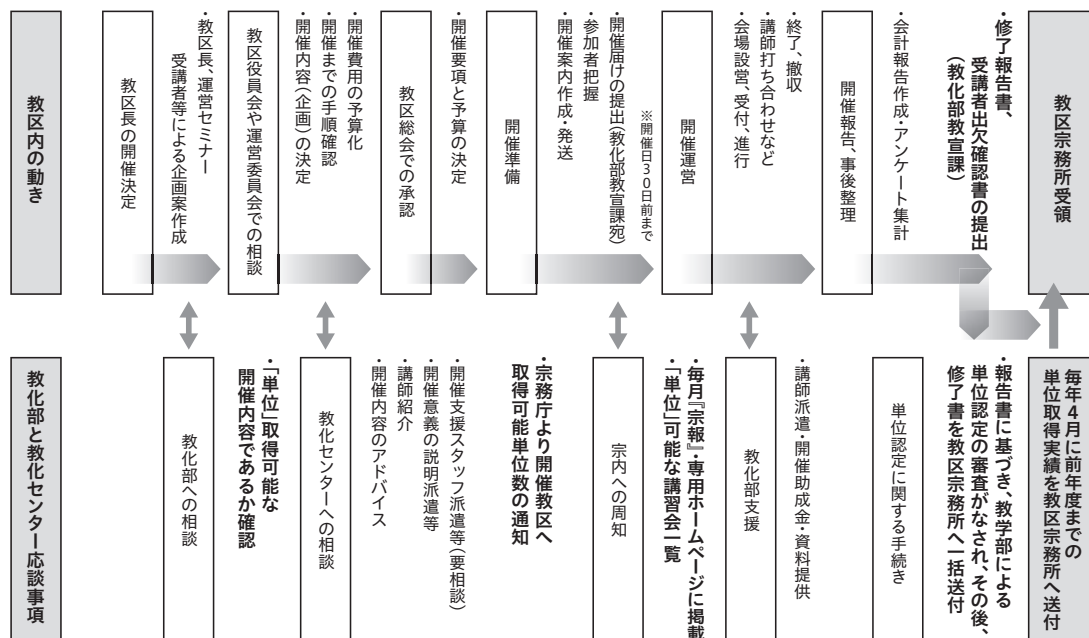 教区内の動き
教区長の開催決定
・教区長、運営セミナー
受講者等による企画案作成
教区役員会や運営委員会での相談
・開催内容（企画）の決定
・開催までの手順確認
・開催費用の予算化
教区総会での承認
・開催要項と予算の決定
開催準備
・開催案内作成・発送
・参加者把握
・開催届けの提出（教化部教宣課宛）
※開催日30日前まで
開催運営
・会場設営、受付、進行
・講師打ち合わせなど
・終了、撤収
開催報告、事後整理
・会計報告作成・アンケート集計
・修了報告書、
受講者出欠確認書の提出
（教化部教宣課）
教区宗務所受領
教化部と教化センター応談事項
教化部への相談
・「単位」取得可能な
開催内容であるか確認
教化センターへの相談
・開催内容のアドバイス
・講師紹介
・開催意義の説明派遣等
・開催支援スタッフ派遣等（要相談）
・宗務庁より開催教区へ
取得可能単位数の通知
宗内への周知
・毎月『宗報』・専用ホームページに掲載
・「単位」可能な講習会一覧
教化部支援
・講師派遣・開催助成金・資料提供
単位認定に関する手続き
・報告書に基づき、教学部による
単位認定の審査がなされ、その後、
修了書を教区宗務所へ一括送付
毎年4月に前年度までの
単位取得実績を教区宗務所へ送付